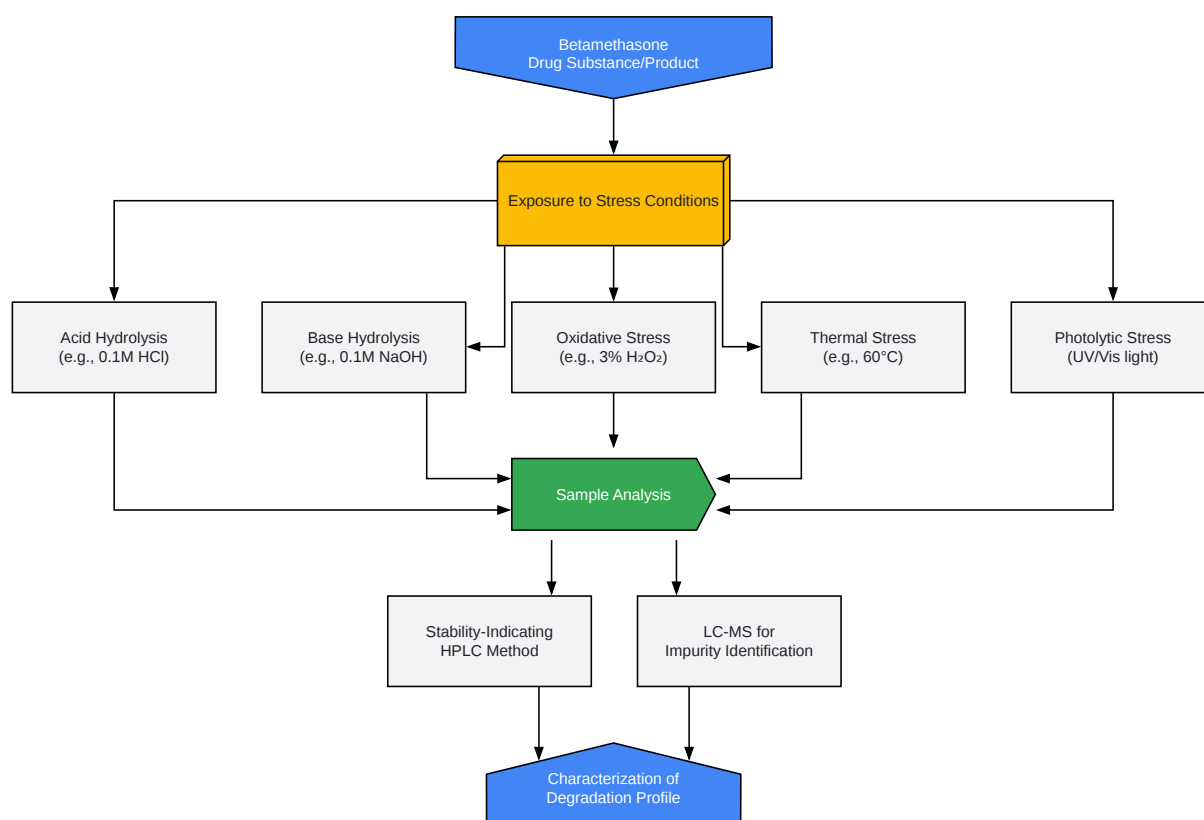 Betamethasone
Drug Substance/Product
Exposure to Stress Conditions
Acid Hydrolysis
(e.g., 0.1M HCl)
Base Hydrolysis
(e.g., 0.1M NaOH)
Oxidative Stress
(e.g., 3% H₂O₂)
Thermal Stress
(e.g., 60°C)
Photolytic Stress
(UV/Vis light)
Sample Analysis
Stability-Indicating
HPLC Method
LC-MS for
Impurity Identification
Characterization of
Degradation Profile